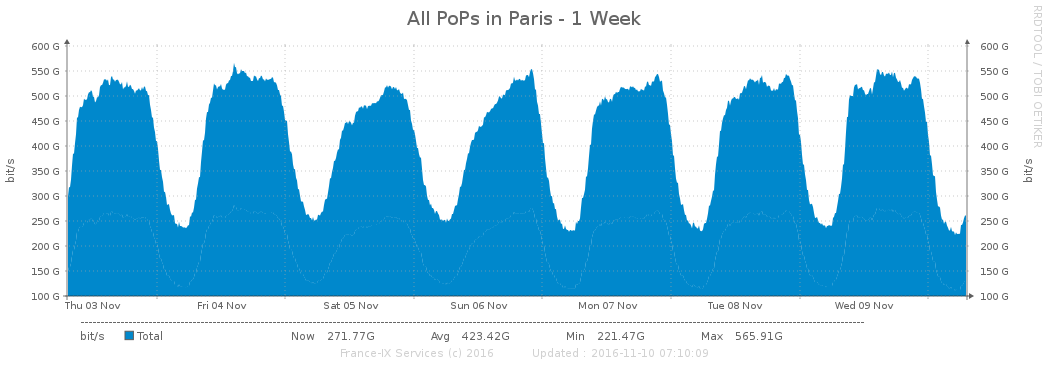 All PoPs in Paris - 1 Week
RRDTOOL / TOBI OETIKER
bit/s
bit/s
600 G 600 G
550 G 550 G
500 G 500 G
450 G 450 G
400 G 400 G
350 G 350 G
300 G 300 G
250 G 250 G
200 G 200 G
150 G 150 G
100 G 100 G
Thu 03 Nov Fri 04 Nov Sat 05 Nov Sun 06 Nov Mon 07 Nov Tue 08 Nov Wed 09 Nov
bit/s Total Now 271.77G Avg 423.42G Min 221.47G Max 565.91G
France-IX Services (c) 2016 Updated : 2016-11-10 07:10:09